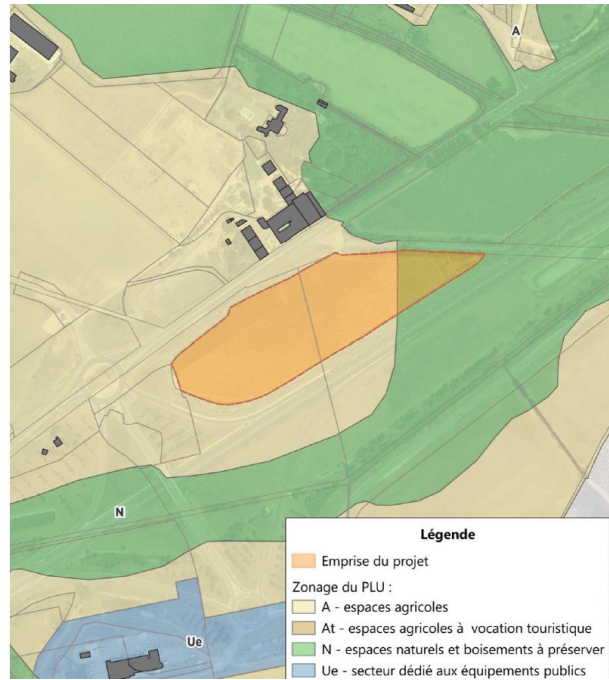 A
N
Ue
Légende
Emprise du projet
Zonage du PLU :
A - espaces agricoles
At - espaces agricoles à vocation touristique
N - espaces naturels et boisements à préserver
Ue - secteur dédié aux équipements publics